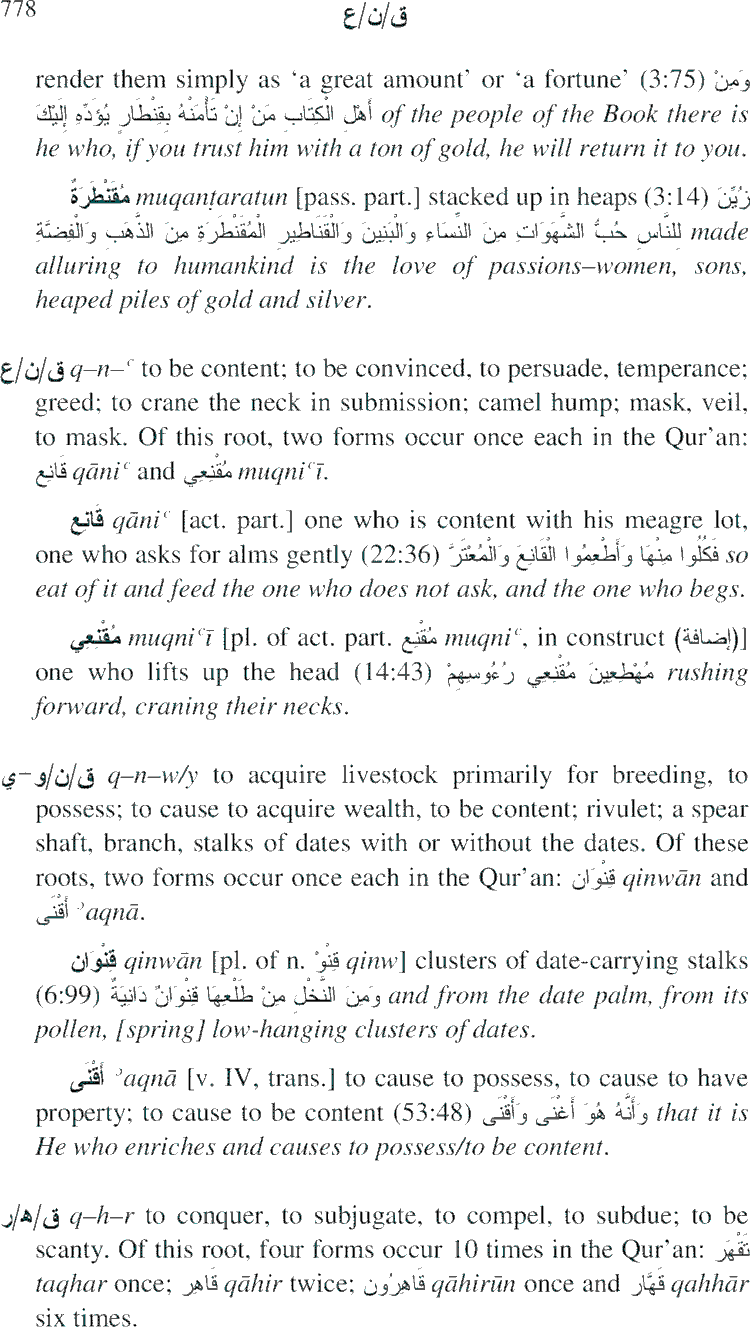 778
ق/ن/ع
render them simply as ‘a great amount’ or ‘a fortune’ (3:75) وَمِنْ
أَهْلِ الْكِتَابِ مَنْ إِنْ تَأْمَنْهُ بِقِنْطَارٍ يُؤَدِّهِ إِلَيْكَ of the people of the Book there is
he who, if you trust him with a ton of gold, he will return it to you.
مُقَنْطَرَةٌ muqanṭaratun [pass. part.] stacked up in heaps (3:14) زُيِّنَ
لِلنَّاسِ حُبُّ الشَّهَوَاتِ مِنَ النِّسَاءِ وَالْبَنِينَ وَالْقَنَاطِيرِ الْمُقَنْطَرَةِ مِنَ الذَّهَبِ وَالْفِضَّةِ made
alluring to humankind is the love of passions–women, sons,
heaped piles of gold and silver.
ق/ن/ع q–n–ʿ to be content; to be convinced, to persuade, temperance;
greed; to crane the neck in submission; camel hump; mask, veil,
to mask. Of this root, two forms occur once each in the Qur’an:
قَانِع qāniʿ and مُقْنِعِي muqniʿī.
قَانِع qāniʿ [act. part.] one who is content with his meagre lot,
one who asks for alms gently (22:36) فَكُلُوا مِنْهَا وَأَطْعِمُوا الْقَانِعَ وَالْمُعْتَرَّ so
eat of it and feed the one who does not ask, and the one who begs.
مُقْنِعِي muqniʿī [pl. of act. part. مُقْنِع muqniʿ, in construct (إضافة)]
one who lifts up the head (14:43) مُهْطِعِينَ مُقْنِعِي رُءُوسِهِمْ rushing
forward, craning their necks.
ق/ن/و–ي q–n–w/y to acquire livestock primarily for breeding, to
possess; to cause to acquire wealth, to be content; rivulet; a spear
shaft, branch, stalks of dates with or without the dates. Of these
roots, two forms occur once each in the Qur’an: قِنْوَان qinwān and
أَقْنَى ʾaqnā.
قِنْوَان qinwān [pl. of n. قِنْوٌ qinw] clusters of date-carrying stalks
(6:99) وَمِنَ النَّخْلِ مِنْ طَلْعِهَا قِنْوَانٌ دَانِيَةٌ and from the date palm, from its
pollen, [spring] low-hanging clusters of dates.
أَقْنَى ʾaqnā [v. IV, trans.] to cause to possess, to cause to have
property; to cause to be content (53:48) وَأَنَّهُ هُوَ أَغْنَى وَأَقْنَى that it is
He who enriches and causes to possess/to be content.
ق/ه/ر q–h–r to conquer, to subjugate, to compel, to subdue; to be
scanty. Of this root, four forms occur 10 times in the Qur’an: تَقْهَر
taqhar once; قَاهِر qāhir twice; قَاهِرُون qāhirūn once and قَهَّار qahhār
six times.